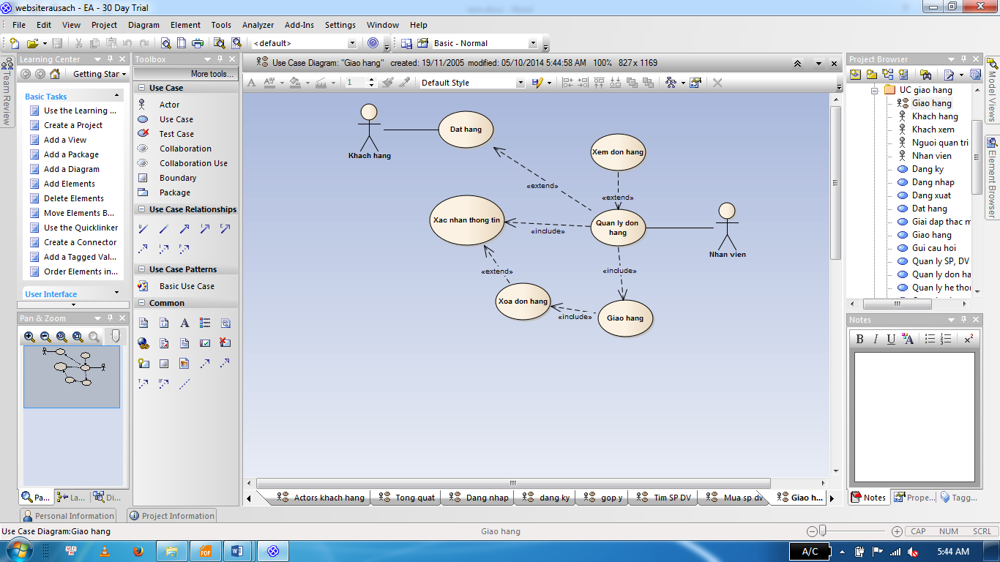 websiterausach - EA - 30 Day Trial
File Edit View Project Diagram Element Tools Analyzer Add-Ins Settings Window Help
<default>
Basic - Normal
Team Review
Learning Center
Getting Star
Basic Tasks
Use the Learning ...
Create a Project
Add a View
Add a Package
Add a Diagram
Add Elements
Delete Elements
Move Elements B...
Use the Quicklinker
Create a Connector
Add a Tagged Val...
Order Elements in...
User Interface
Pan & Zoom
Pa...
La...
Di...
Toolbox
More tools...
Use Case
Actor
Use Case
Test Case
Collaboration
Collaboration Use
Boundary
Package
Use Case Relationships
Use Case Patterns
Basic Use Case
Common
Use Case Diagram: "Giao hang" created: 19/11/2005 modified: 05/10/2014 5:44:58 AM 100% 827 x 1169
1
Default Style
Khach hang
Dat hang
Xem don hang
«extend»
«extend»
Xac nhan thong tin
«include»
Quan ly don
hang
Nhan vien
«extend»
«include»
Xoa don hang
«include»
Giao hang
Actors khach hang
Tong quat
Dang nhap
dang ky
gop y
Tim SP DV
Mua sp dv
Giao h...
Project Browser
UC giao hang
Giao hang
Khach hang
Khach xem
Nguoi quan tri
Nhan vien
Dang ky
Dang nhap
Dang xuat
Dat hang
Giai dap thac m
Giao hang
Gui cau hoi
Quan ly SP, DV
Quan ly don ha
Quan ly he thon
Model Views
Element Browser
Notes
B I U A x²
Notes
Prope...
Tagg...
Personal Information
Project Information
Use Case Diagram:Giao hang
Giao hang
CAP NUM SCRL
PDF
A/C
5:44 AM